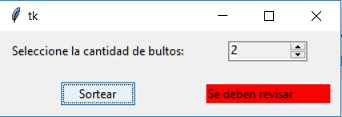 tk
Seleccione la cantidad de bultos: 2
Sortear Se deben revisar